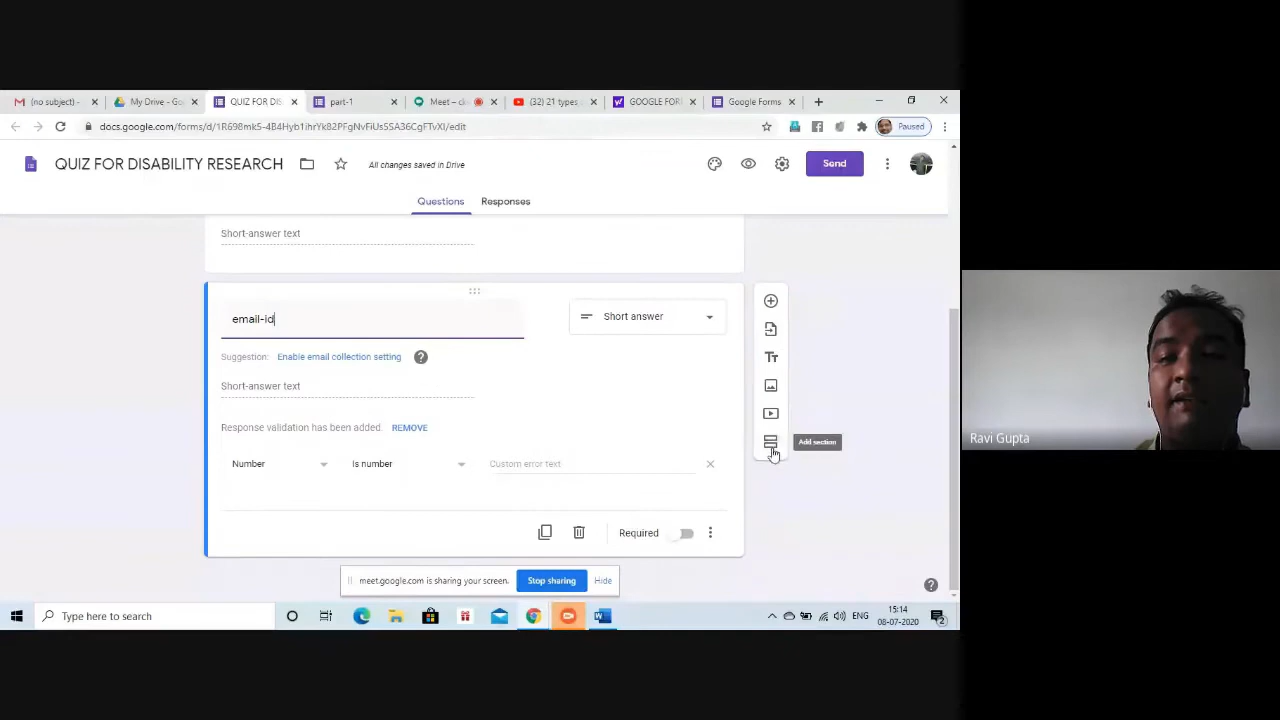 (no subject) -
My Drive - Go
QUIZ FOR DIS
part-1
Meet –
(32) 21 types
GOOGLE FOR
Google Forms
docs.google.com/forms/d/1R698mk5-4B4Hyb1ihrYk82PFgNvFiUsSSA36CgFTvXI/edit
Paused
QUIZ FOR DISABILITY RESEARCH
All changes saved in Drive
Send
Questions
Responses
Short-answer text
email-id
Short answer
Suggestion:
Enable email collection setting
Short-answer text
Response validation has been added.
REMOVE
Add section
Number
Is number
Custom error text
Required
meet.google.com is sharing your screen.
Stop sharing
Hide
Type here to search
ENG
15:14
08-07-2020
2
Ravi Gupta